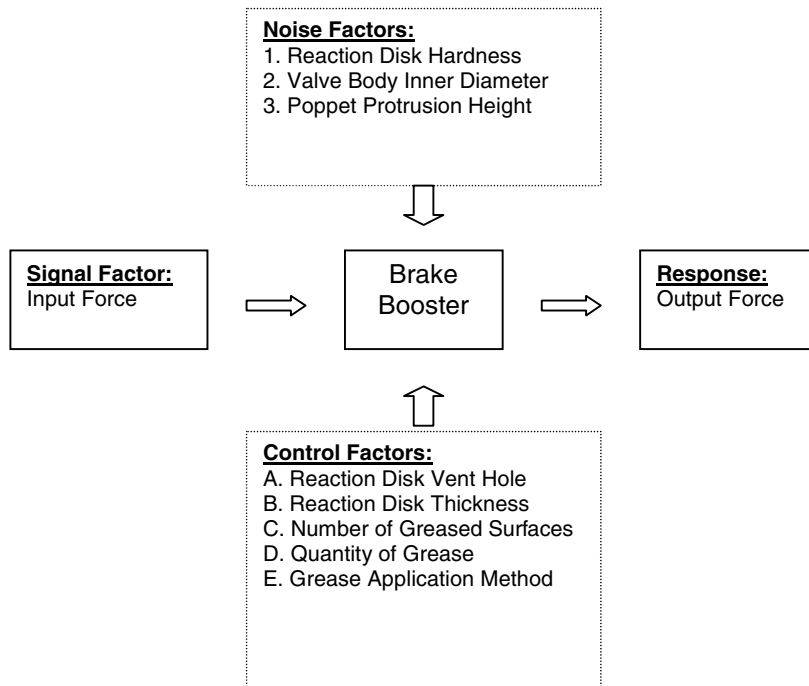 Noise Factors:
1. Reaction Disk Hardness
2. Valve Body Inner Diameter
3. Poppet Protrusion Height
Signal Factor:
Input Force
Brake
Booster
Response:
Output Force
Control Factors:
A. Reaction Disk Vent Hole
B. Reaction Disk Thickness
C. Number of Greased Surfaces
D. Quantity of Grease
E. Grease Application Method